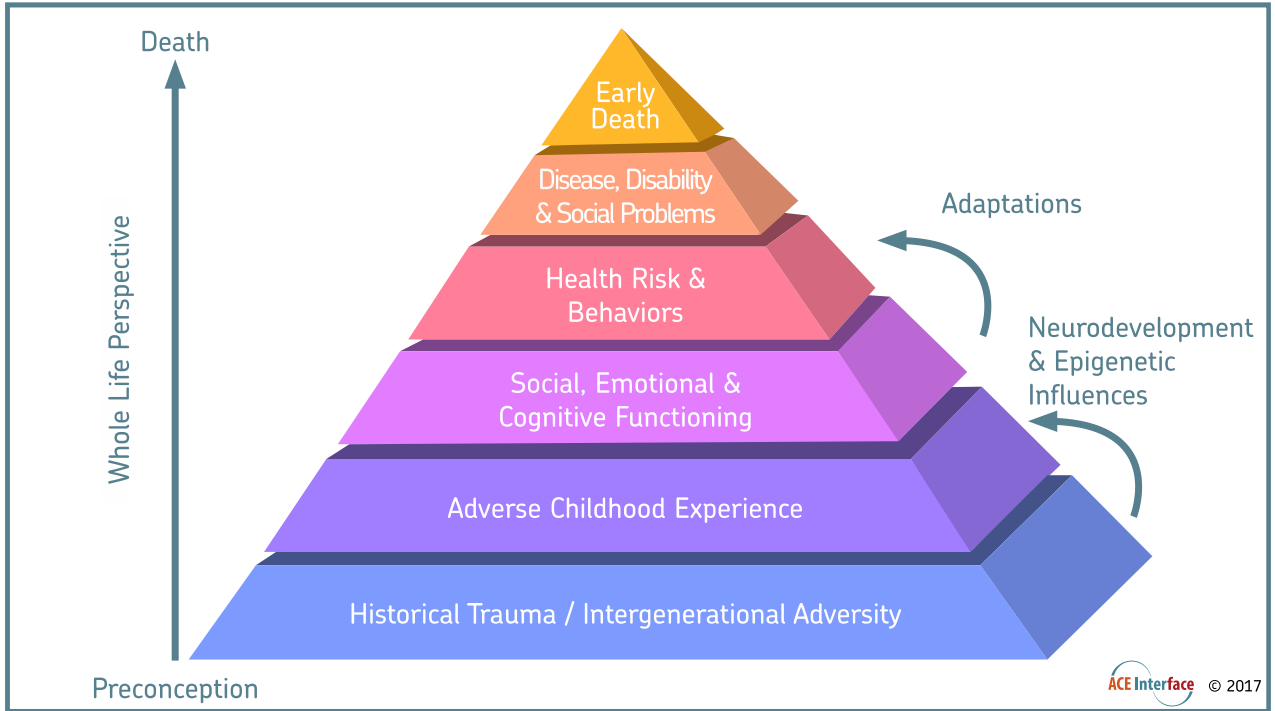 Death
Early
Death
Disease, Disability
& Social Problems
Adaptations
Health Risk &
Behaviors
Neurodevelopment
& Epigenetic
Influences
Whole Life Perspective
Social, Emotional &
Cognitive Functioning
Adverse Childhood Experience
Historical Trauma / Intergenerational Adversity
Preconception
ACE Interface © 2017